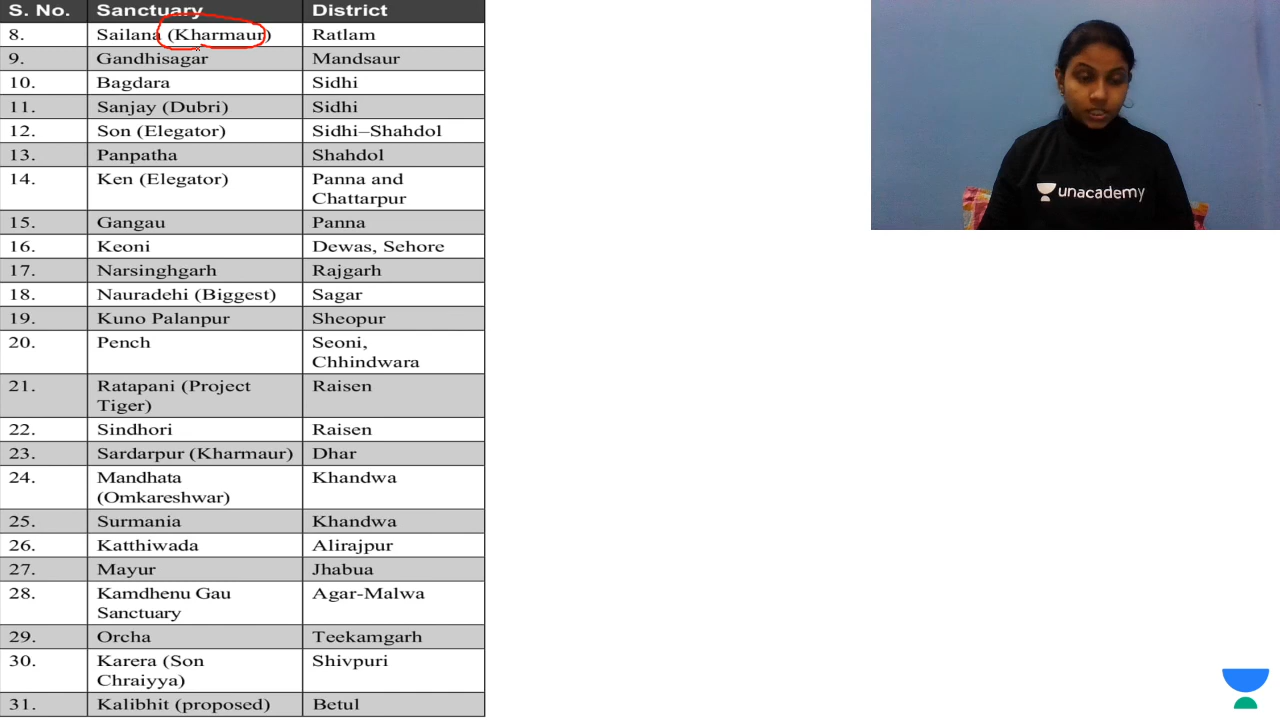 S. No. Sanctuary District
8. Sailana (Kharmaur) Ratlam
9. Gandhisagar Mandsaur
10. Bagdara Sidhi
11. Sanjay (Dubri) Sidhi
12. Son (Elegator) Sidhi–Shahdol
13. Panpatha Shahdol
14. Ken (Elegator) Panna and
Chattarpur
15. Gangau Panna
16. Keoni Dewas, Sehore
17. Narsinghgarh Rajgarh
18. Nauradehi (Biggest) Sagar
19. Kuno Palanpur Sheopur
20. Pench Seoni,
Chhindwara
21. Ratapani (Project Raisen
Tiger)
22. Sindhori Raisen
23. Sardarpur (Kharmaur) Dhar
24. Mandhata Khandwa
(Omkareshwar)
25. Surmania Khandwa
26. Katthiwada Alirajpur
27. Mayur Jhabua
28. Kamdhenu Gau Agar-Malwa
Sanctuary
29. Orcha Teekamgarh
30. Karera (Son Shivpuri
Chraiyya)
31. Kalibhit (proposed) Betul
unacademy